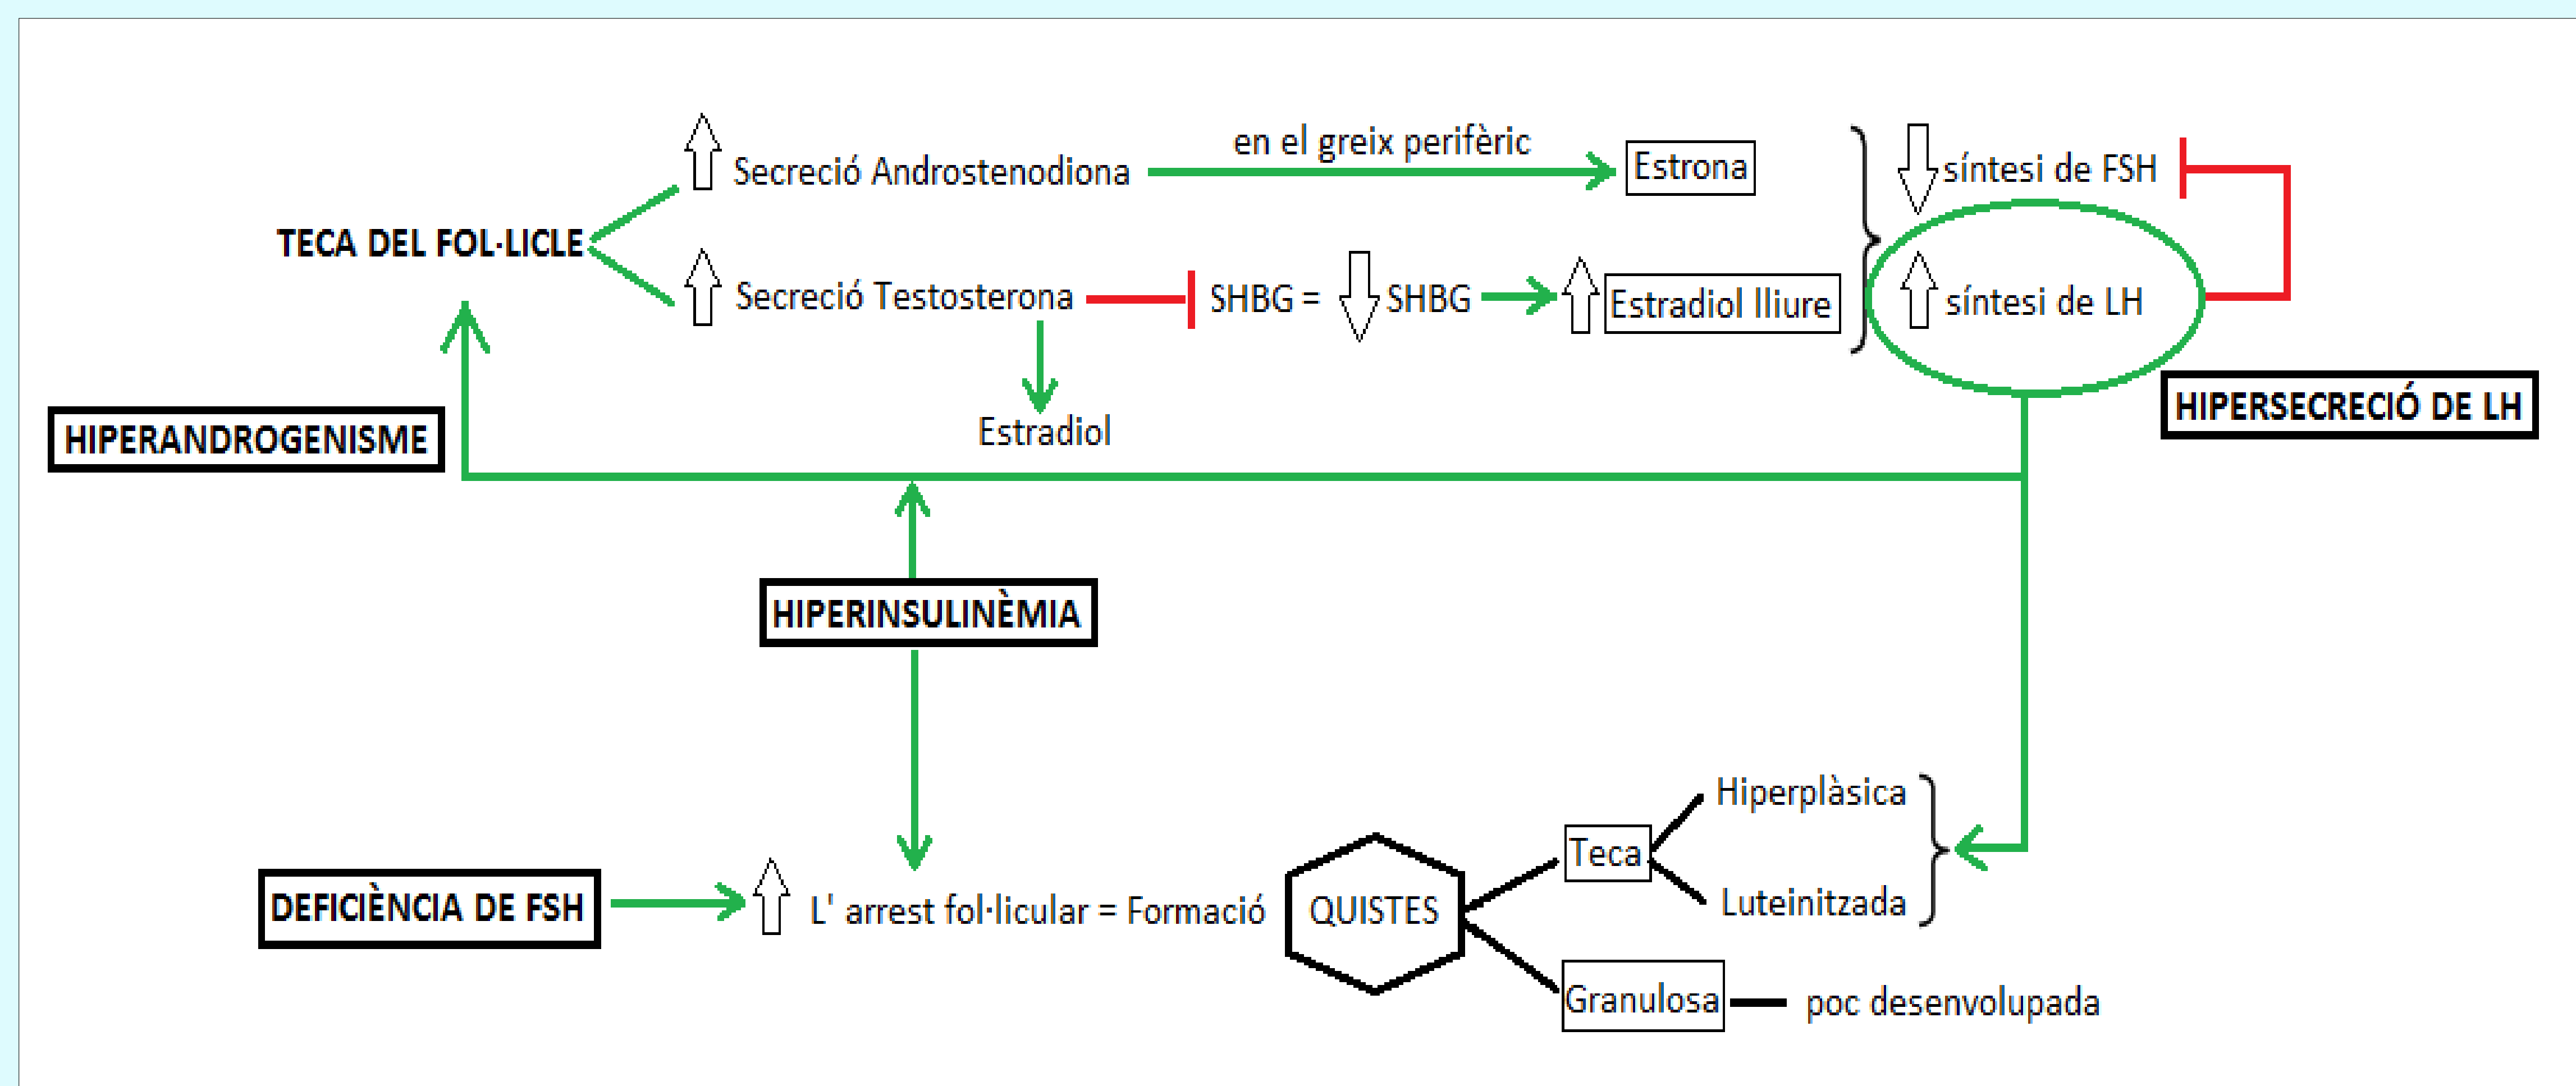 en el greix perifèric
Secreció Androstenodiona
Estrona
síntesi de FSH
TECA DEL FOL·LICLE
Secreció Testosterona
SHBG =
SHBG
Estradiol lliure
síntesi de LH
HIPERANDROGENISME
Estradiol
HIPERSECRECIÓ DE LH
HIPERINSULINÈMIA
Hiperplàsica
Teca
Luteinitzada
DEFICIÈNCIA DE FSH
L' arrest fol·licular = Formació
QUISTES
Granulosa
poc desenvolupada